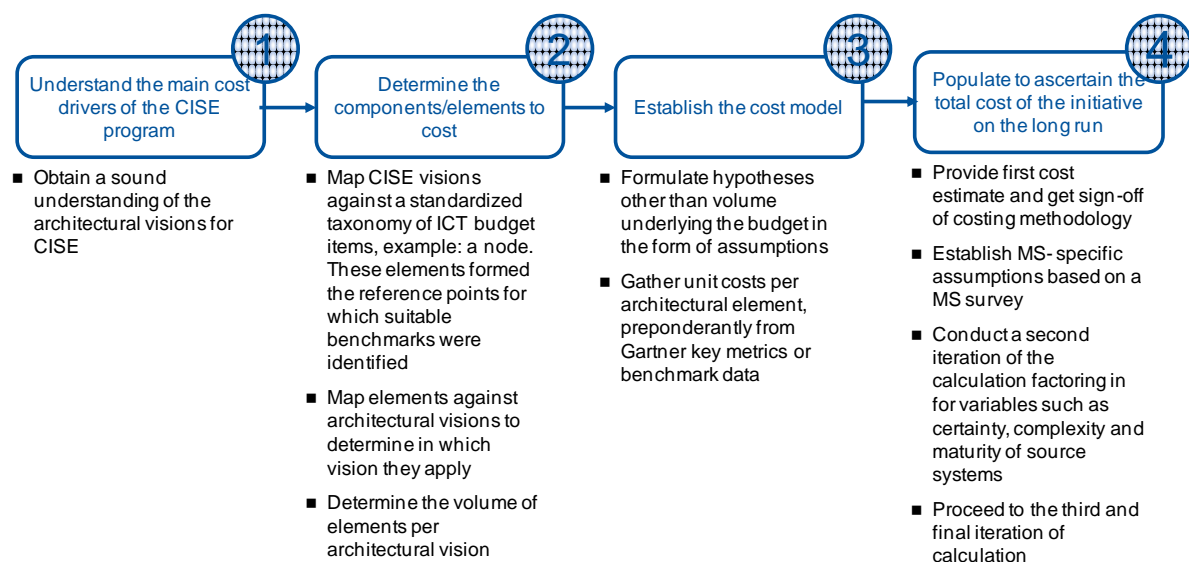 1
Understand the main cost
drivers of the CISE
program
2
Determine the
components/elements to
cost
3
Establish the cost model
4
Populate to ascertain the
total cost of the initiative
on the long run
■ Obtain a sound
understanding of the
architectural visions for
CISE
■ Map CISE visions
against a standardized
taxonomy of ICT budget
items, example: a node.
These elements formed
the reference points for
which suitable
benchmarks were
identified
■ Map elements against
architectural visions to
determine in which
vision they apply
■ Determine the volume of
elements per
architectural vision
■ Formulate hypotheses
other than volume
underlying the budget in
the form of assumptions
■ Gather unit costs per
architectural element,
preponderantly from
Gartner key metrics or
benchmark data
■ Provide first cost
estimate and get sign-off
of costing methodology
■ Establish MS- specific
assumptions based on a
MS survey
■ Conduct a second
iteration of the
calculation factoring in
for variables such as
certainty, complexity and
maturity of source
systems
■ Proceed to the third and
final iteration of
calculation